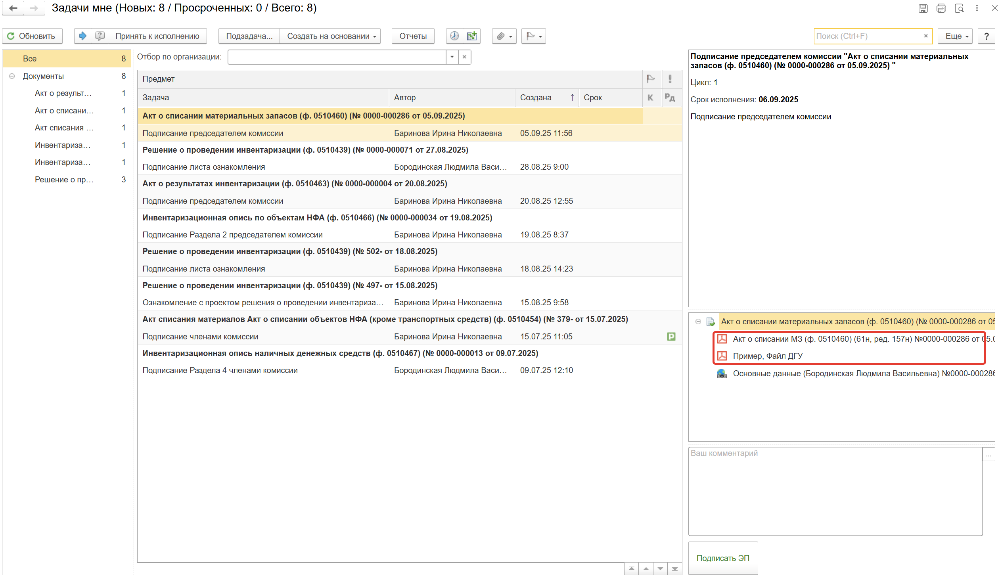 Задачи мне (Новых: 8 / Просроченных: 0 / Всего: 8)
Обновить
Принять к исполнению
Подзадача...
Создать на основании
Отчеты
Поиск (Ctrl+F)
×
Еще
?
Все 8
Документы 8
Акт о результ... 1
Акт о списани... 1
Акт списания ... 1
Инвентариза... 1
Инвентариза... 1
Решение о пр... 3
Отбор по организации:
×
Предмет
Задача Автор Создана ↑ Срок К Рд
Акт о списании материальных запасов (ф. 0510460) (№ 0000-000286 от 05.09.2025)
Подписание председателем комиссии Баринова Ирина Николаевна 05.09.25 11:56
Решение о проведении инвентаризации (ф. 0510439) (№ 0000-000071 от 27.08.2025)
Подписание листа ознакомления Бородинская Людмила Васи... 28.08.25 9:00
Акт о результатах инвентаризации (ф. 0510463) (№ 0000-000004 от 20.08.2025)
Подписание председателем комиссии Баринова Ирина Николаевна 20.08.25 12:55
Инвентаризационная опись по объектам НФА (ф. 0510466) (№ 0000-000034 от 19.08.2025)
Подписание Раздела 2 председателем комиссии Баринова Ирина Николаевна 19.08.25 8:37
Решение о проведении инвентаризации (ф. 0510439) (№ 502- от 18.08.2025)
Подписание листа ознакомления Баринова Ирина Николаевна 18.08.25 14:23
Решение о проведении инвентаризации (ф. 0510439) (№ 497- от 15.08.2025)
Ознакомление с проектом решения о проведении инвентариза... Баринова Ирина Николаевна 15.08.25 9:58
Акт списания материалов Акт о списании объектов НФА (кроме транспортных средств) (ф. 0510454) (№ 379- от 15.07.2025)
Подписание членами комиссии Баринова Ирина Николаевна 15.07.25 11:05 P
Инвентаризационная опись наличных денежных средств (ф. 0510467) (№ 0000-000013 от 09.07.2025)
Подписание Раздела 4 членами комиссии Бородинская Людмила Васи... 09.07.25 12:10
Подписание председателем комиссии "Акт о списании материальных
запасов (ф. 0510460) (№ 0000-000286 от 05.09.2025) "
Цикл: 1
Срок исполнения: 06.09.2025
Подписание председателем комиссии
Акт о списании материальных запасов (ф. 0510460) (№ 0000-000286 от 05
Акт о списании МЗ (ф. 0510460) (61н, ред. 157н) №0000-000286 от 05.0
Пример, Файл ДГУ
Основные данные (Бородинская Людмила Васильевна) №0000-000286
Ваш комментарий
...
Подписать ЭП